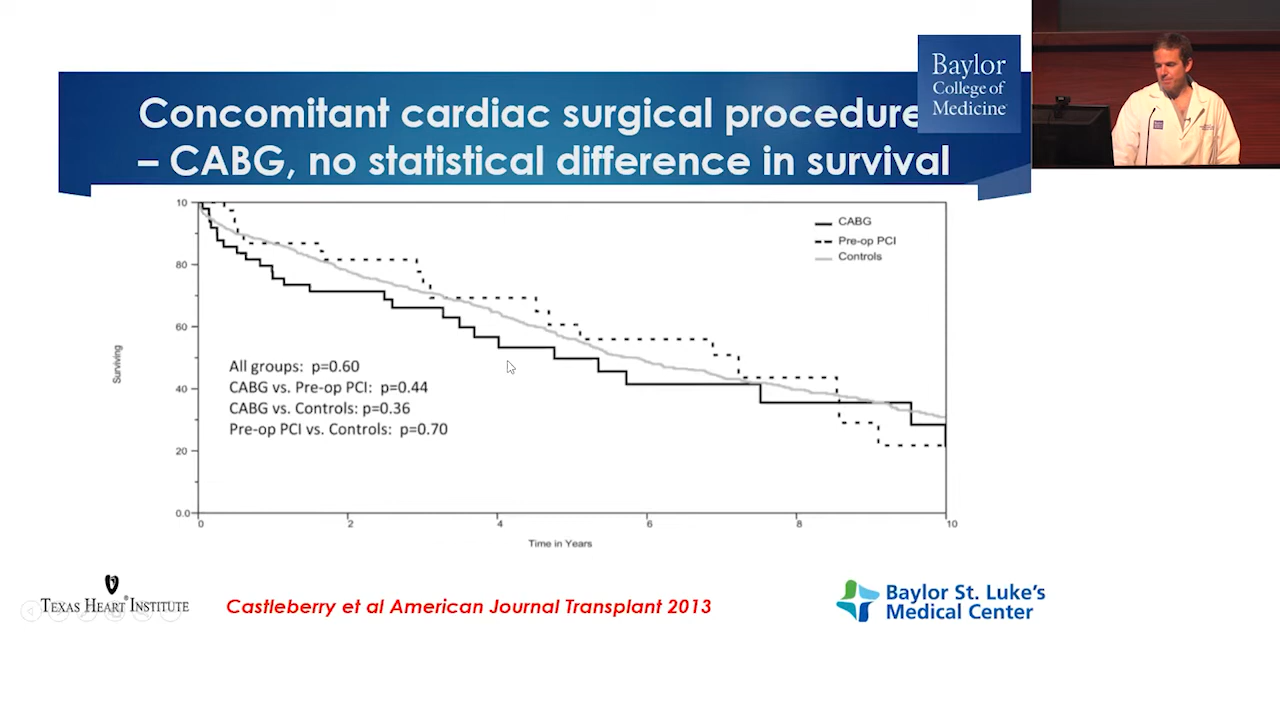 Concomitant cardiac surgical procedure
– CABG, no statistical difference in survival
Baylor
College of
Medicine
CABG
Pre-op PCI
Controls
10
80
60
40
20
0.0
Surviving
All groups: p=0.60
CABG vs. Pre-op PCI: p=0.44
CABG vs. Controls: p=0.36
Pre-op PCI vs. Controls: p=0.70
0 2 4 6 8 10
Time in Years
TEXAS HEART® INSTITUTE
Castleberry et al American Journal Transplant 2013
Baylor St. Luke's
Medical Center